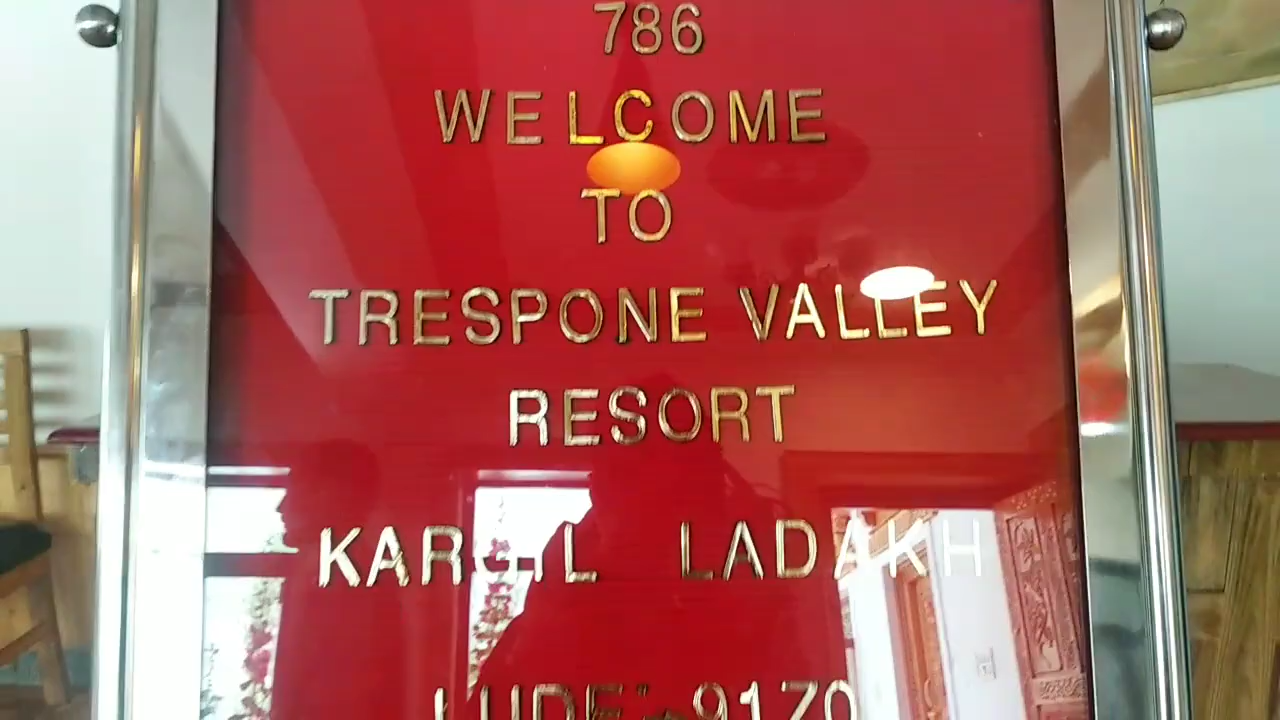 786
WELCOME
TO
TRESPONE VALLEY
RESORT
KARGIL LADAKH